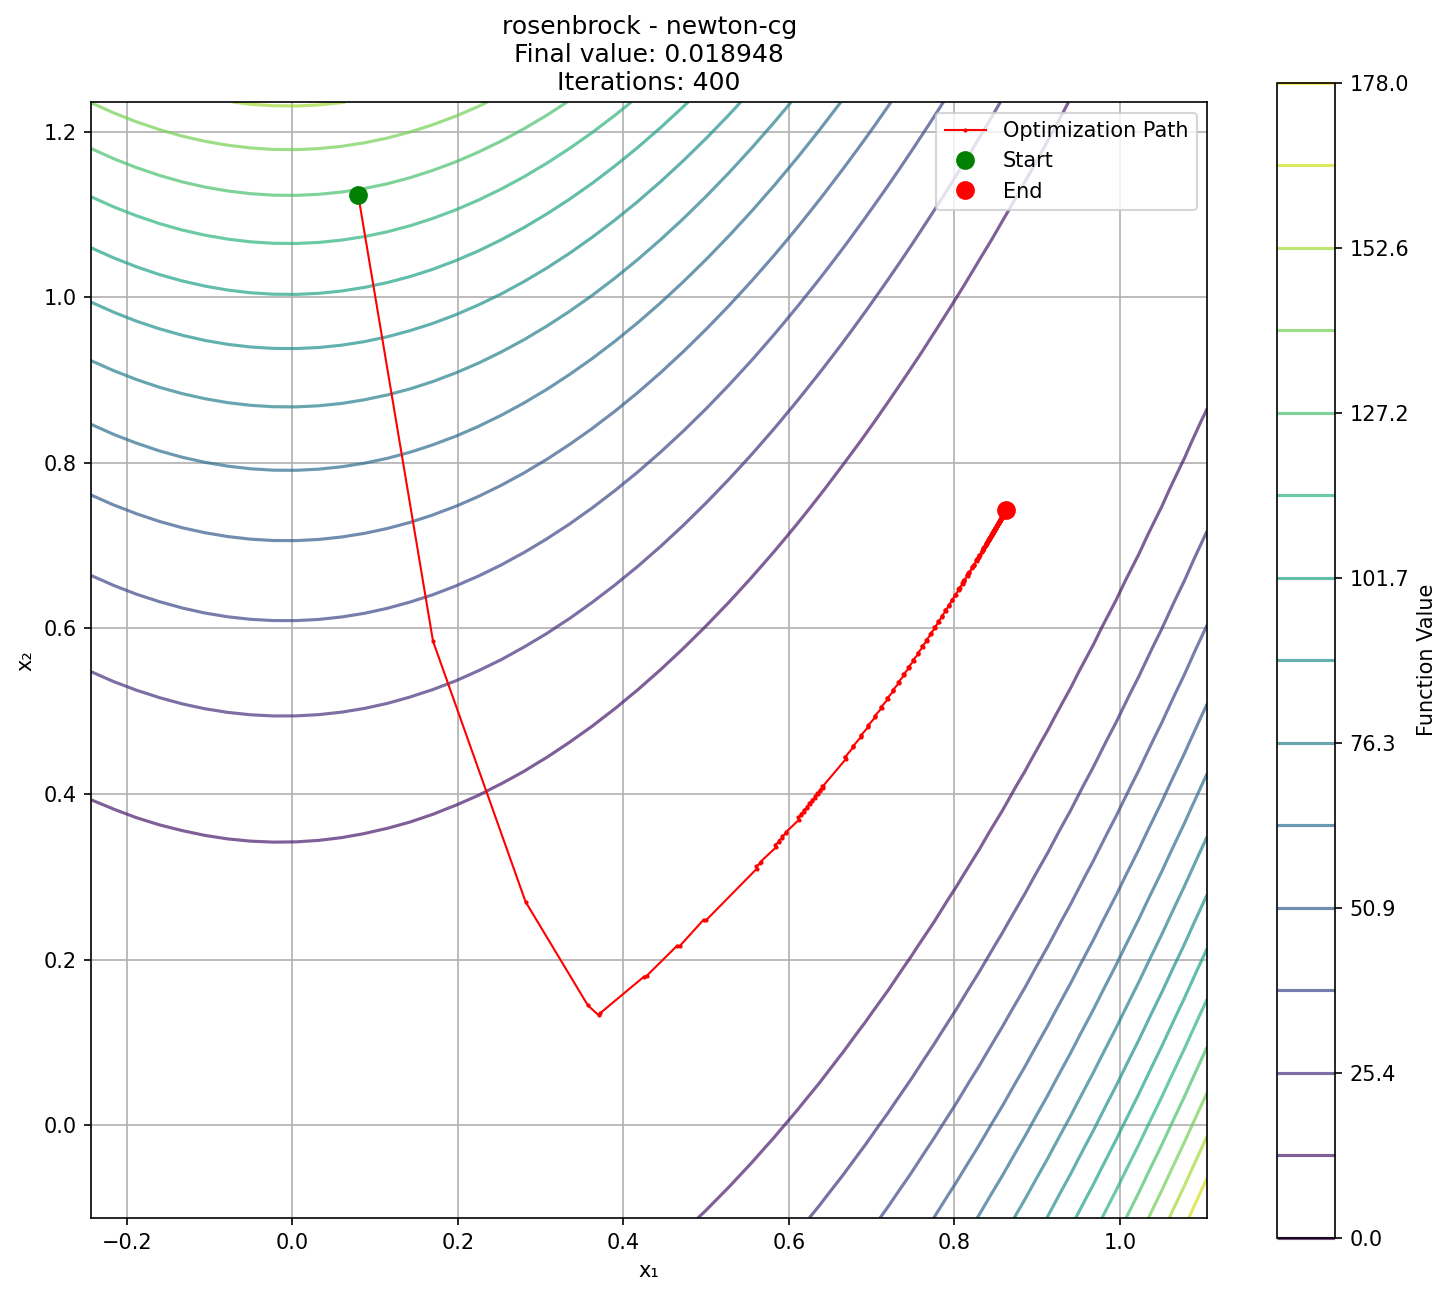 rosenbrock - newton-cg
Final value: 0.018948
Iterations: 400
Optimization Path
Start
End
1.2
1.0
0.8
0.6
0.4
0.2
0.0
x₂
−0.2
0.0
0.2
0.4
0.6
0.8
1.0
x₁
178.0
152.6
127.2
101.7
76.3
50.9
25.4
0.0
Function Value